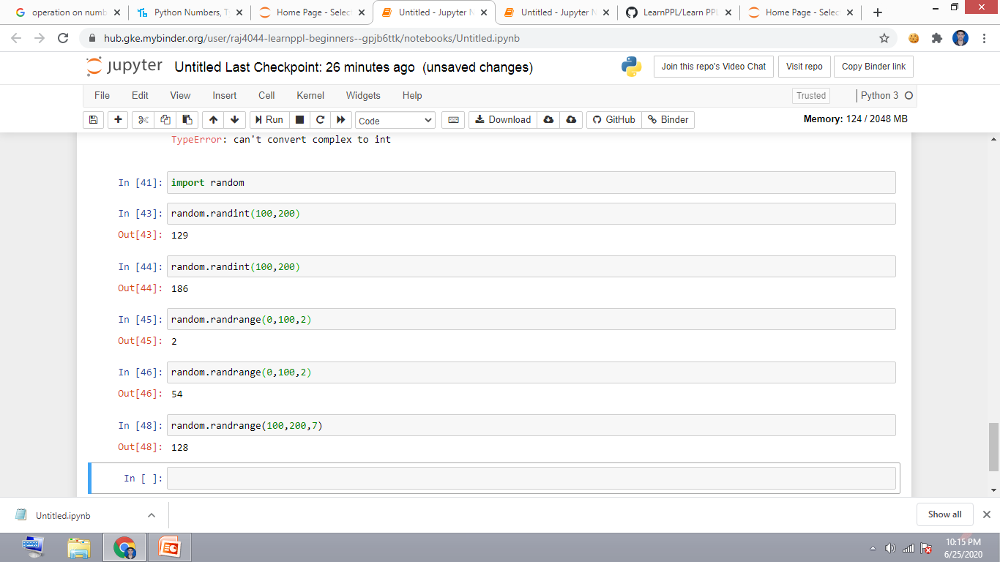 operation on numb
Python Numbers, Ty
Home Page - Select
Untitled - Jupyter N
Untitled - Jupyter N
LearnPPL/Learn PPL
Home Page - Selec
hub.gke.mybinder.org/user/raj4044-learnppl-beginners--gpjb6ttk/notebooks/Untitled.ipynb
jupyter Untitled Last Checkpoint: 26 minutes ago (unsaved changes)
Join this repo's Video Chat
Visit repo
Copy Binder link
File Edit View Insert Cell Kernel Widgets Help
Trusted
Python 3
Run
Code
Download
GitHub
Binder
Memory: 124 / 2048 MB
TypeError: can't convert complex to int
In [41]: import random
In [43]: random.randint(100,200)
Out[43]: 129
In [44]: random.randint(100,200)
Out[44]: 186
In [45]: random.randrange(0,100,2)
Out[45]: 2
In [46]: random.randrange(0,100,2)
Out[46]: 54
In [48]: random.randrange(100,200,7)
Out[48]: 128
In [ ]:
Untitled.ipynb
Show all
10:15 PM
6/25/2020